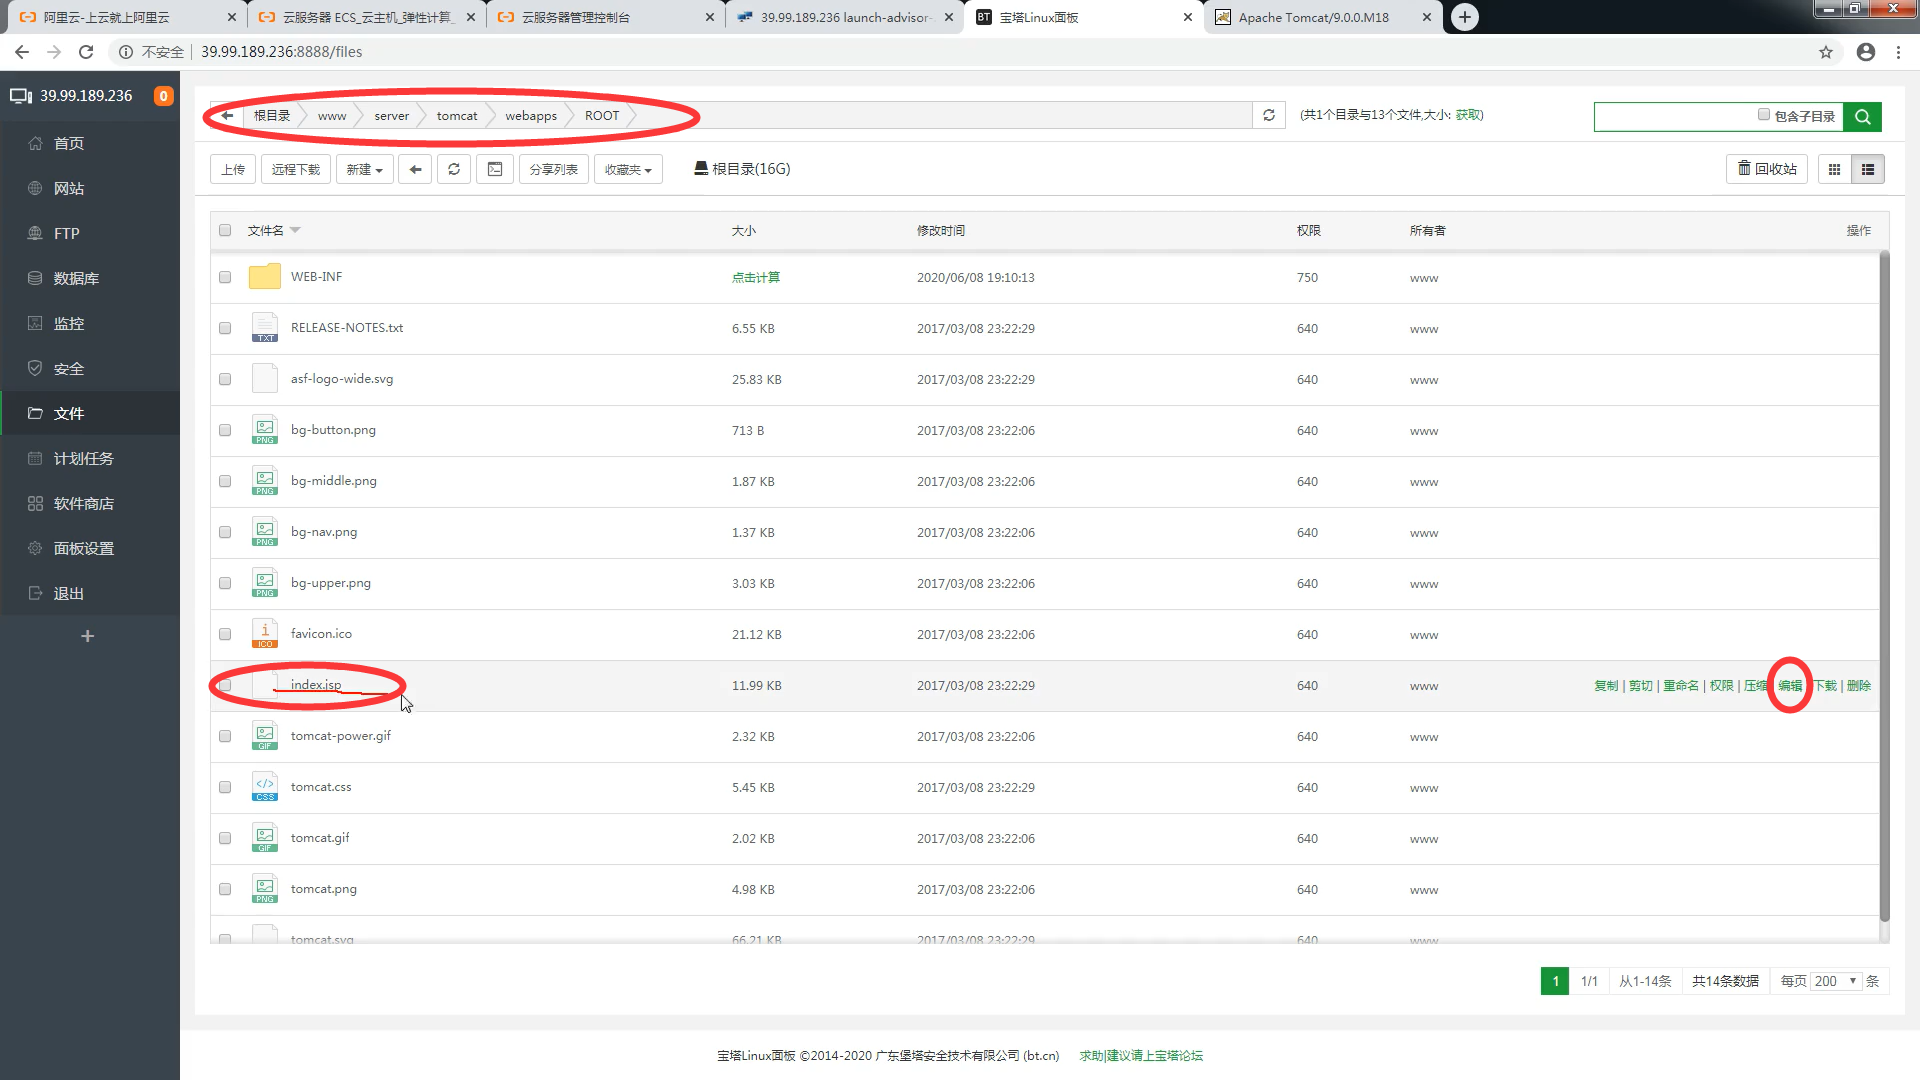 阿里云-上云就上阿里云
云服务器 ECS_云主机_弹性计算_
云服务器管理控制台
39.99.189.236 launch-advisor-
BT 宝塔Linux面板
Apache Tomcat/9.0.0.M18
不安全 39.99.189.236:8888/files
39.99.189.236 0
首页
网站
FTP
数据库
监控
安全
文件
计划任务
软件商店
面板设置
退出
根目录 www server tomcat webapps ROOT (共1个目录与13个文件,大小: 获取) 包含子目录
上传 远程下载 新建 分享列表 收藏夹 根目录(16G) 回收站
文件名 大小 修改时间 权限 所有者 操作
WEB-INF 点击计算 2020/06/08 19:10:13 750 www
TXT RELEASE-NOTES.txt 6.55 KB 2017/03/08 23:22:29 640 www
asf-logo-wide.svg 25.83 KB 2017/03/08 23:22:29 640 www
PNG bg-button.png 713 B 2017/03/08 23:22:06 640 www
PNG bg-middle.png 1.87 KB 2017/03/08 23:22:06 640 www
PNG bg-nav.png 1.37 KB 2017/03/08 23:22:06 640 www
PNG bg-upper.png 3.03 KB 2017/03/08 23:22:06 640 www
ICO favicon.ico 21.12 KB 2017/03/08 23:22:06 640 www
index.jsp 11.99 KB 2017/03/08 23:22:29 640 www 复制 | 剪切 | 重命名 | 权限 | 压缩 编辑 下载 | 删除
GIF tomcat-power.gif 2.32 KB 2017/03/08 23:22:06 640 www
CSS tomcat.css 5.45 KB 2017/03/08 23:22:29 640 www
GIF tomcat.gif 2.02 KB 2017/03/08 23:22:06 640 www
PNG tomcat.png 4.98 KB 2017/03/08 23:22:06 640 www
tomcat.svg 66.21 KB 2017/03/08 23:22:29 640 www
1 1/1 从1-14条 共14条数据 每页 200 条
宝塔Linux面板 ©2014-2020 广东堡塔安全技术有限公司 (bt.cn) 求助|建议请上宝塔论坛